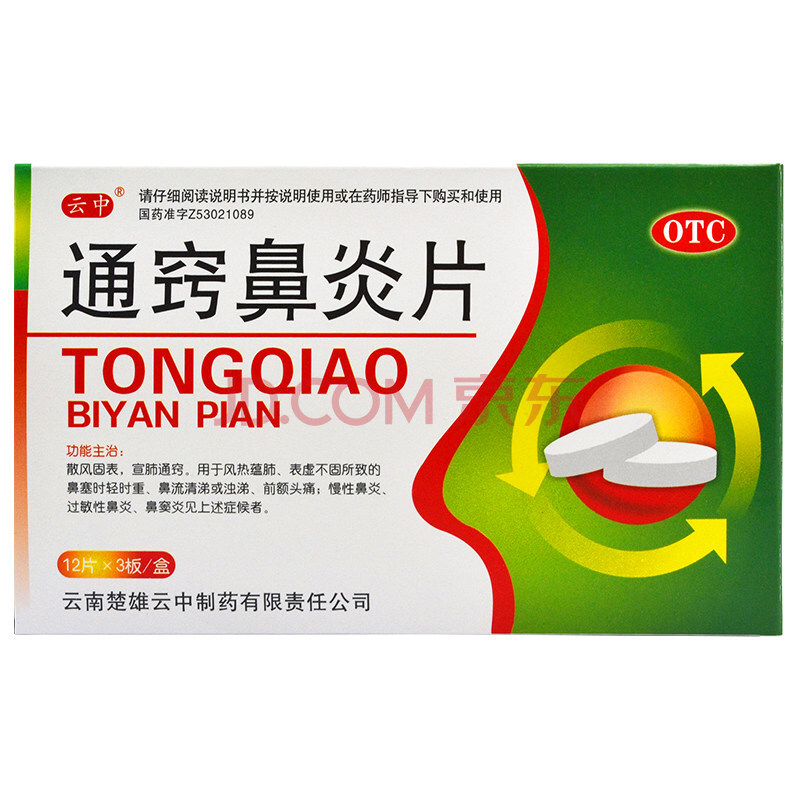 云中®
请仔细阅读说明书并按说明使用或在药师指导下购买和使用
国药准字Z53021089
OTC
通窍鼻炎片
TONGQIAO
BIYAN PIAN
JD.COM 京东
功能主治:
散风固表，宣肺通窍。用于风热蕴肺、表虚不固所致的
鼻塞时轻时重、鼻流清涕或浊涕、前额头痛；慢性鼻炎、
过敏性鼻炎、鼻窦炎见上述症候者。
12片×3板/盒
云南楚雄云中制药有限责任公司